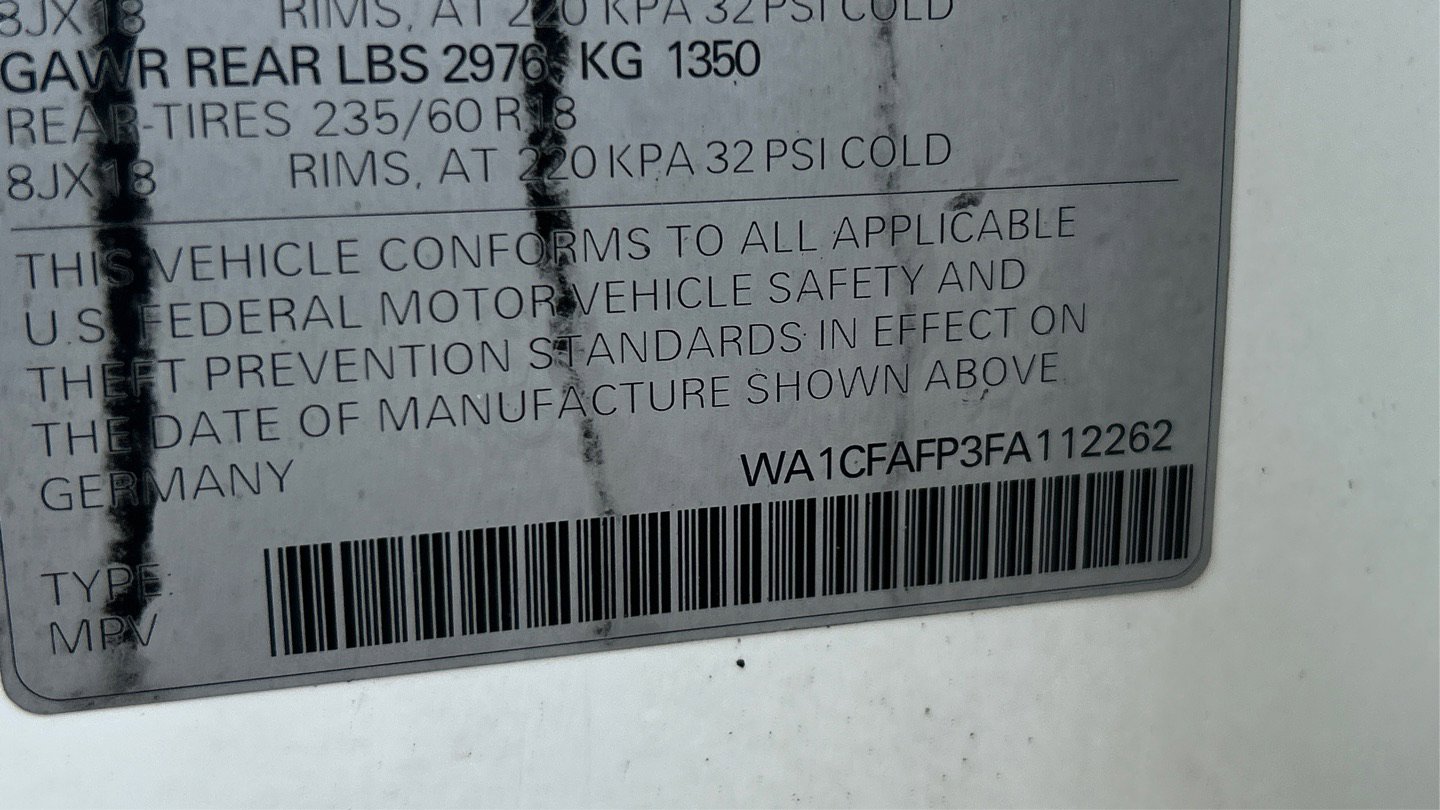 8JX18 RIMS, AT 220 KPA 32 PSI COLD
GAWR REAR LBS 2976 KG 1350
REAR-TIRES 235/60 R18
8JX18 RIMS, AT 220 KPA 32 PSI COLD
THIS VEHICLE CONFORMS TO ALL APPLICABLE
U.S. FEDERAL MOTOR VEHICLE SAFETY AND
THEFT PREVENTION STANDARDS IN EFFECT ON
THE DATE OF MANUFACTURE SHOWN ABOVE.
GERMANY
WA1CFAFP3FA112262
TYPE:
MPV